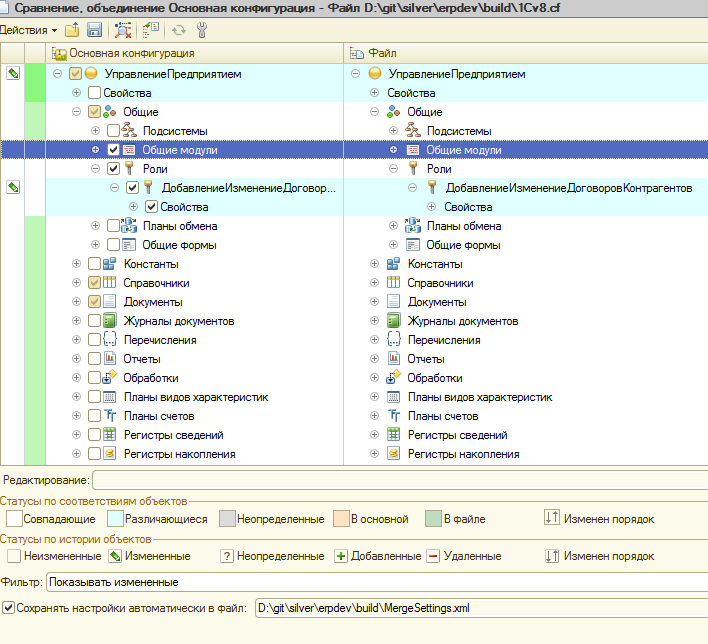 Сравнение, объединение Основная конфигурация - Файл D:\git\silver\erpdev\build\1Cv8.cf
Действия
Основная конфигурация Файл
УправлениеПредприятием УправлениеПредприятием
Свойства Свойства
Общие Общие
Подсистемы Подсистемы
Общие модули Общие модули
Роли Роли
ДобавлениеИзменениеДоговор... ДобавлениеИзменениеДоговоровКонтрагентов
Свойства Свойства
Планы обмена Планы обмена
Общие формы Общие формы
Константы Константы
Справочники Справочники
Документы Документы
Журналы документов Журналы документов
Перечисления Перечисления
Отчеты Отчеты
Обработки Обработки
Планы видов характеристик Планы видов характеристик
Планы счетов Планы счетов
Регистры сведений Регистры сведений
Регистры накопления Регистры накопления
Редактирование:
Статусы по соответствиям объектов
Совпадающие Различающиеся Неопределенные В основной В файле Изменен порядок
Статусы по истории объектов
Неизмененные Измененные ? Неопределенные Добавленные Удаленные Изменен порядок
Фильтр: Показывать измененные
Сохранять настройки автоматически в файл: D:\git\silver\erpdev\build\MergeSettings.xml